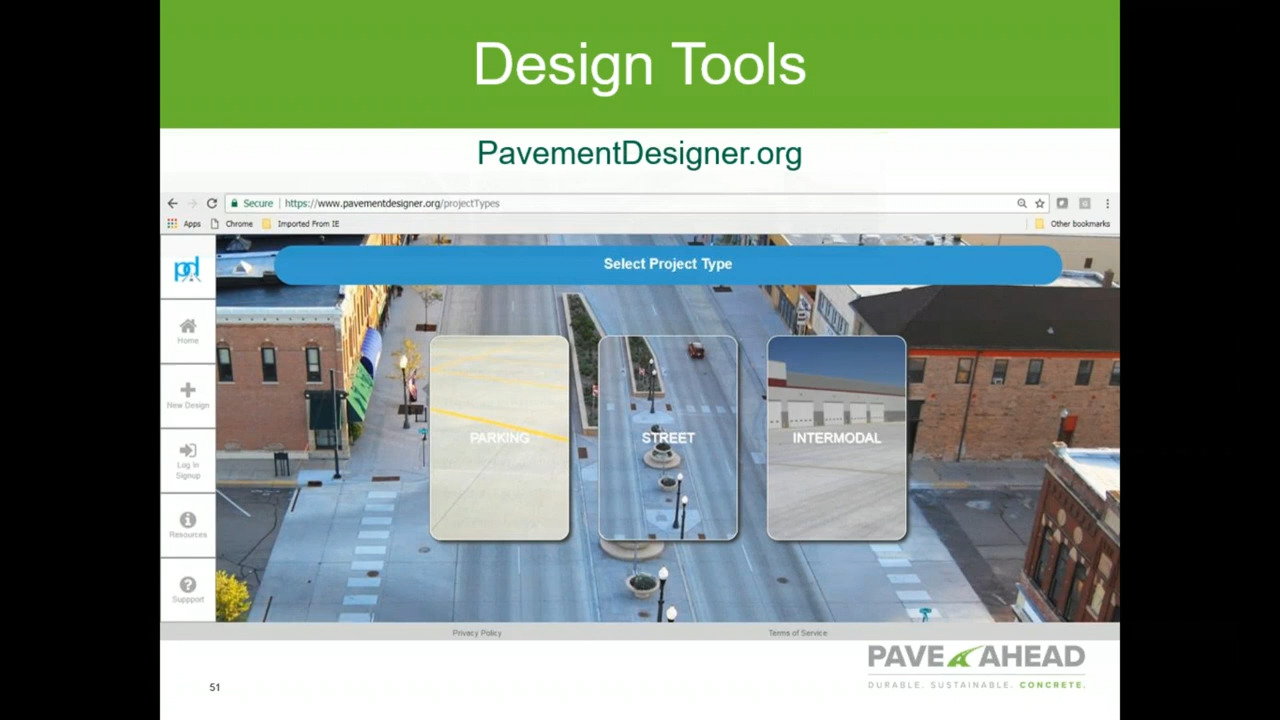 Design Tools
PavementDesigner.org
Secure https://www.pavementdesigner.org/projectTypes
Apps Chrome Imported From IE Other bookmarks
pd
Select Project Type
Home
New Design
Log In
Signup
Resources
Suppport
PARKING
STREET
INTERMODAL
Privacy Policy Terms of Service
PAVE AHEAD
DURABLE. SUSTAINABLE. CONCRETE.
51